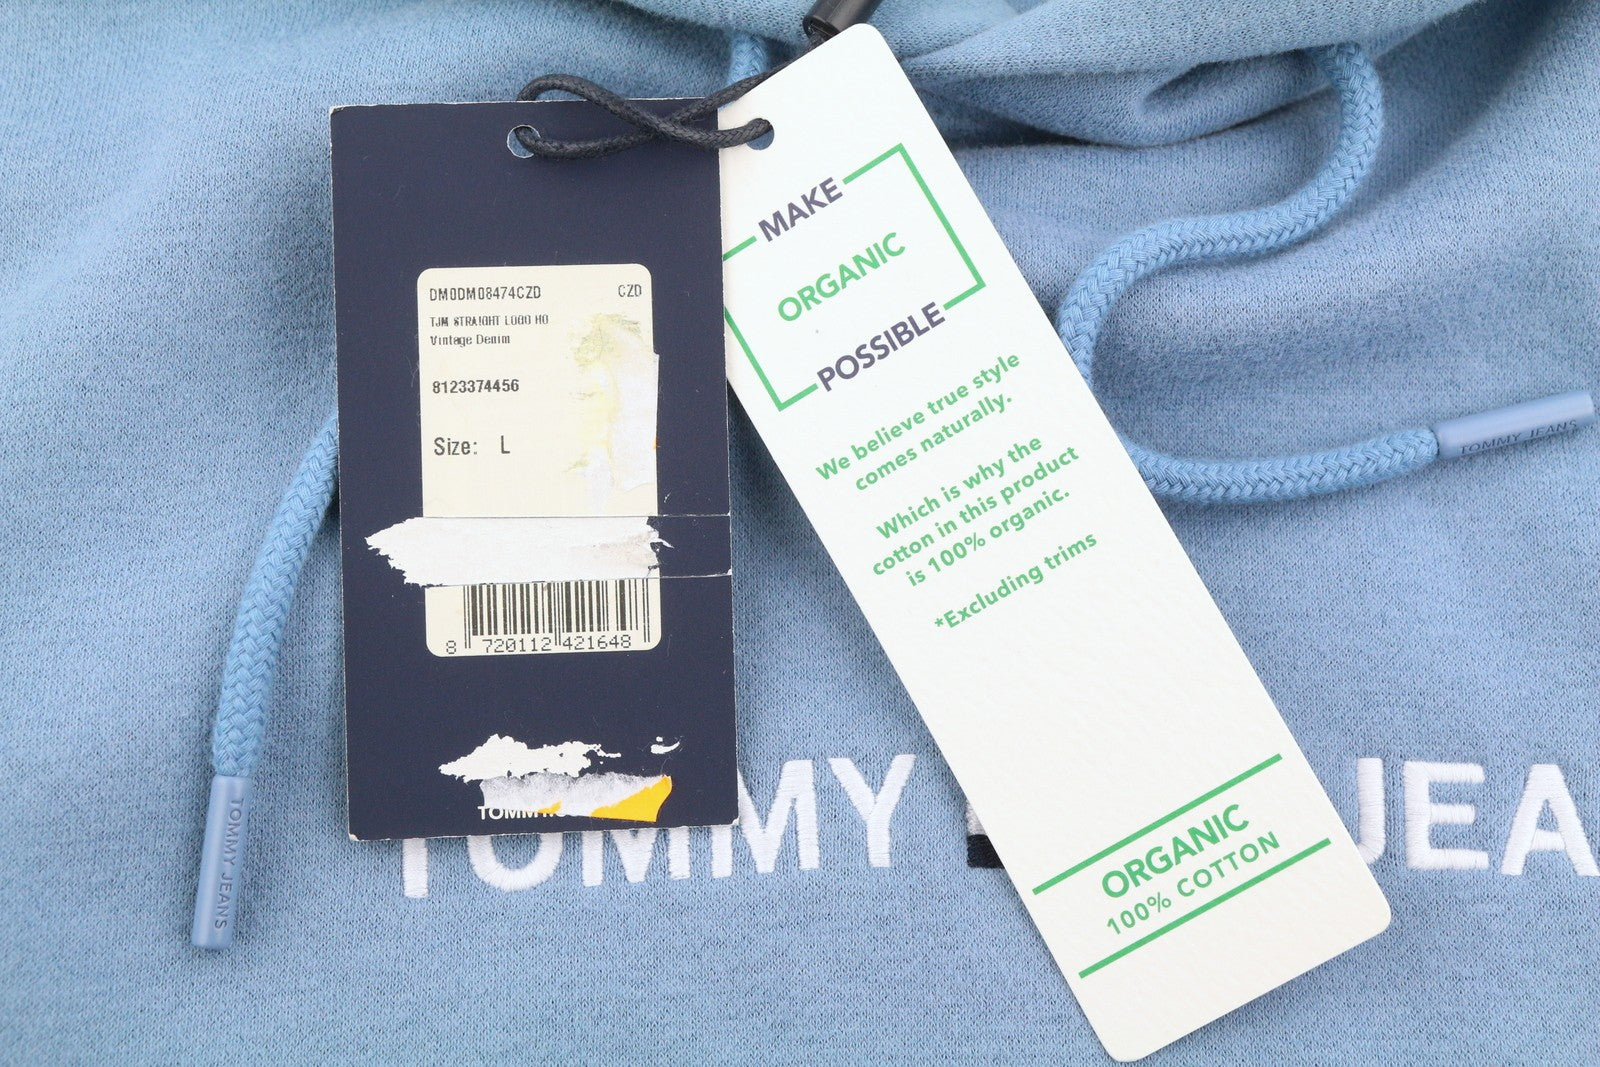 DM0DM08474CZD CZD
TJM STRAIGHT LOGO HO
Vintage Denim
8123374456
Size: L
8 720112 421648
MAKE
ORGANIC
POSSIBLE
We believe true style
comes naturally.
Which is why the
cotton in this product
is 100% organic.
*Excluding trims
ORGANIC
100% COTTON
TOMMY JEANS
TOMMY JEANS
TOMMY JEA